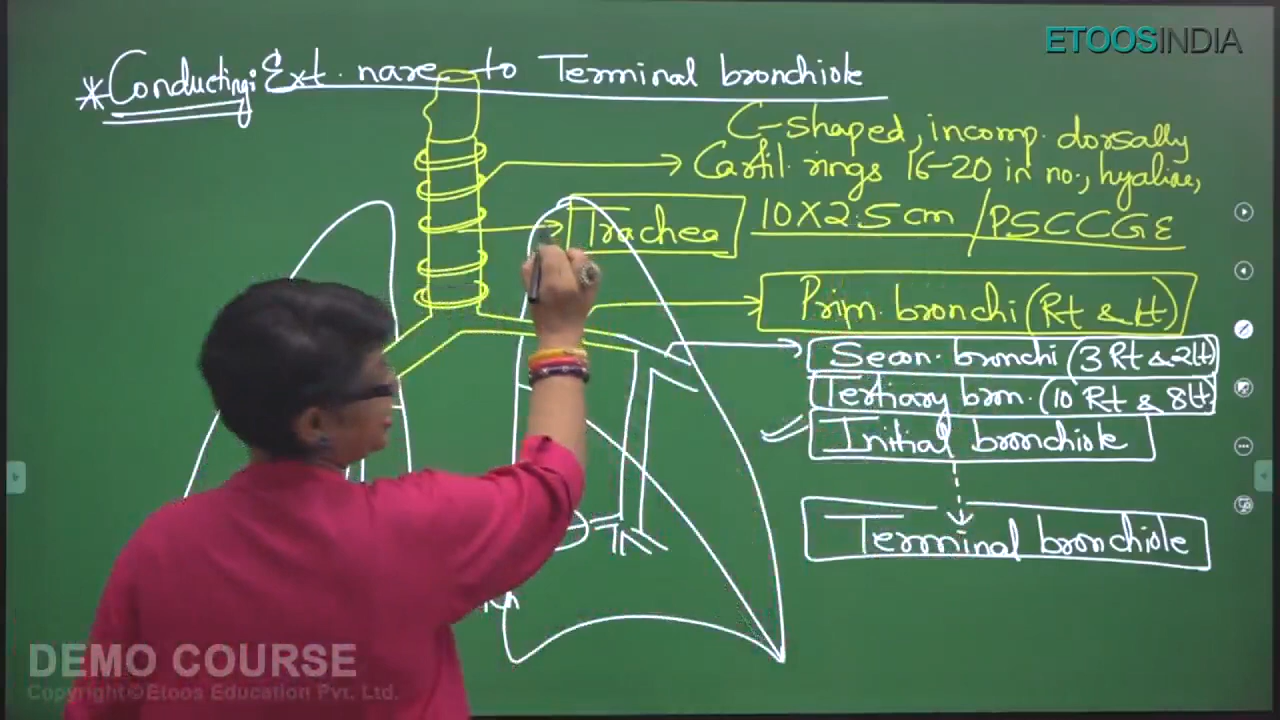 ETOOSINDIA
*Conducting: Ext. nare to Terminal bronchiole
C-shaped, incomp. dorsally
Cartil. rings 16-20 in no., hyaline,
Trachea 10X2.5cm / PSCCGE
Prim. bronchi (Rt & Lt)
Secon. bronchi (3 Rt & 2 Lt)
Tertiary bron. (10 Rt & 8 Lt)
Initial bronchiole
Terminal bronchiole
DEMO COURSE
Copyright©Etoos Education Pvt. Ltd.